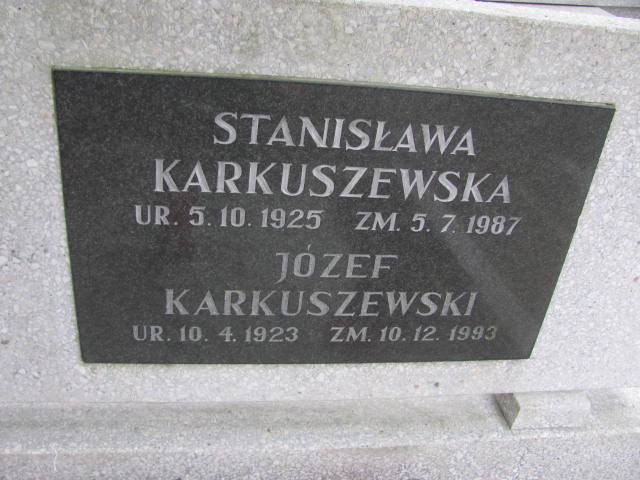 STANISŁAWA
KARKUSZEWSKA
UR. 5. 10. 1925 ZM. 5. 7. 1987
JÓZEF
KARKUSZEWSKI
UR. 10. 4. 1923 ZM. 10. 12. 1993